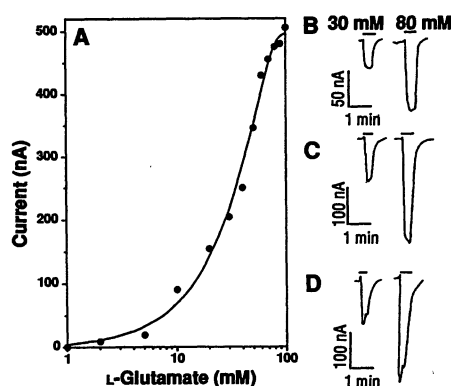 A
500
400
300
200
100
0
1
10
100
Current (nA)
L-Glutamate (mM)
B 30 mM 80 mM
50 nA
1 min
C
100 nA
1 min
D
100 nA
1 min